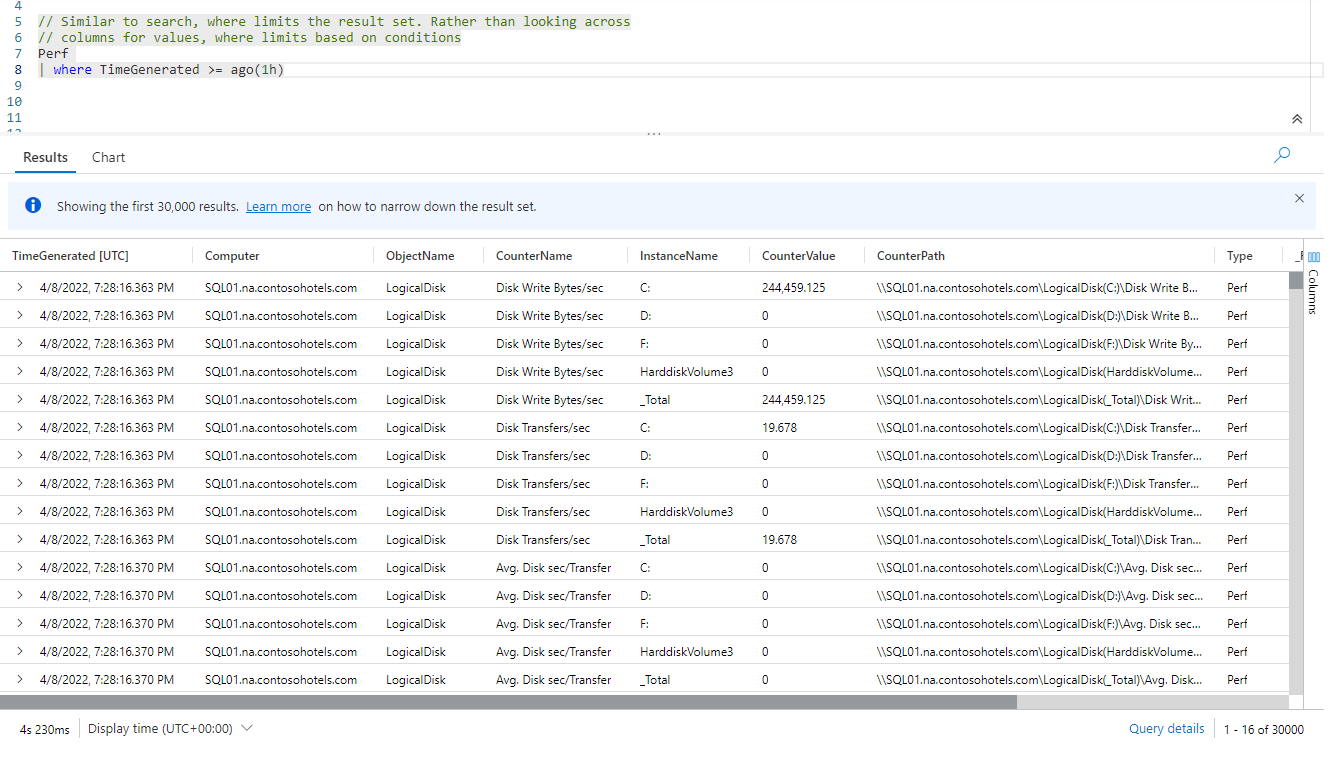 4
5 // Similar to search, where limits the result set. Rather than looking across
6 // columns for values, where limits based on conditions
7 Perf
8 | where TimeGenerated >= ago(1h)
9
10
11
Results Chart
Showing the first 30,000 results. Learn more on how to narrow down the result set.
TimeGenerated [UTC] Computer ObjectName CounterName InstanceName CounterValue CounterPath Type
Columns
4/8/2022, 7:28:16.363 PM SQL01.na.contosohotels.com LogicalDisk Disk Write Bytes/sec C: 244,459.125 \\SQL01.na.contosohotels.com\LogicalDisk(C:)\Disk Write B... Perf
4/8/2022, 7:28:16.363 PM SQL01.na.contosohotels.com LogicalDisk Disk Write Bytes/sec D: 0 \\SQL01.na.contosohotels.com\LogicalDisk(D:)\Disk Write B... Perf
4/8/2022, 7:28:16.363 PM SQL01.na.contosohotels.com LogicalDisk Disk Write Bytes/sec F: 0 \\SQL01.na.contosohotels.com\LogicalDisk(F:)\Disk Write By... Perf
4/8/2022, 7:28:16.363 PM SQL01.na.contosohotels.com LogicalDisk Disk Write Bytes/sec HarddiskVolume3 0 \\SQL01.na.contosohotels.com\LogicalDisk(HarddiskVolume... Perf
4/8/2022, 7:28:16.363 PM SQL01.na.contosohotels.com LogicalDisk Disk Write Bytes/sec _Total 244,459.125 \\SQL01.na.contosohotels.com\LogicalDisk(_Total)\Disk Writ... Perf
4/8/2022, 7:28:16.363 PM SQL01.na.contosohotels.com LogicalDisk Disk Transfers/sec C: 19.678 \\SQL01.na.contosohotels.com\LogicalDisk(C:)\Disk Transfer... Perf
4/8/2022, 7:28:16.363 PM SQL01.na.contosohotels.com LogicalDisk Disk Transfers/sec D: 0 \\SQL01.na.contosohotels.com\LogicalDisk(D:)\Disk Transfer... Perf
4/8/2022, 7:28:16.363 PM SQL01.na.contosohotels.com LogicalDisk Disk Transfers/sec F: 0 \\SQL01.na.contosohotels.com\LogicalDisk(F:)\Disk Transfer... Perf
4/8/2022, 7:28:16.363 PM SQL01.na.contosohotels.com LogicalDisk Disk Transfers/sec HarddiskVolume3 0 \\SQL01.na.contosohotels.com\LogicalDisk(HarddiskVolume... Perf
4/8/2022, 7:28:16.363 PM SQL01.na.contosohotels.com LogicalDisk Disk Transfers/sec _Total 19.678 \\SQL01.na.contosohotels.com\LogicalDisk(_Total)\Disk Tran... Perf
4/8/2022, 7:28:16.370 PM SQL01.na.contosohotels.com LogicalDisk Avg. Disk sec/Transfer C: 0 \\SQL01.na.contosohotels.com\LogicalDisk(C:)\Avg. Disk sec... Perf
4/8/2022, 7:28:16.370 PM SQL01.na.contosohotels.com LogicalDisk Avg. Disk sec/Transfer D: 0 \\SQL01.na.contosohotels.com\LogicalDisk(D:)\Avg. Disk sec... Perf
4/8/2022, 7:28:16.370 PM SQL01.na.contosohotels.com LogicalDisk Avg. Disk sec/Transfer F: 0 \\SQL01.na.contosohotels.com\LogicalDisk(F:)\Avg. Disk sec... Perf
4/8/2022, 7:28:16.370 PM SQL01.na.contosohotels.com LogicalDisk Avg. Disk sec/Transfer HarddiskVolume3 0 \\SQL01.na.contosohotels.com\LogicalDisk(HarddiskVolume... Perf
4/8/2022, 7:28:16.370 PM SQL01.na.contosohotels.com LogicalDisk Avg. Disk sec/Transfer _Total 0 \\SQL01.na.contosohotels.com\LogicalDisk(_Total)\Avg. Disk... Perf
4s 230ms Display time (UTC+00:00) Query details 1 - 16 of 30000